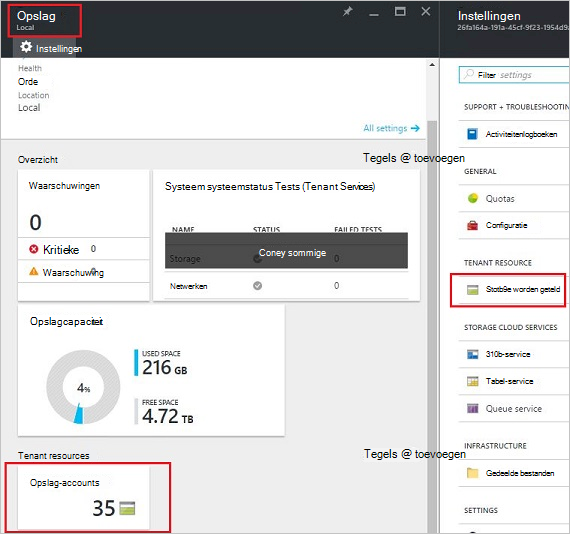 Opslag
Local
Instellingen
Health
Orde
Location
Local
All settings
Overzicht
Tegels @ toevoegen
Waarschuwingen
0
Kritieke 0
Waarschuwing 0
Systeem systeemstatus Tests (Tenant Services)
NAME STATUS FAILED TESTS
Coney sommige
Storage 0
Netwerken 0
Opslagcapaciteit
4%
USED SPACE
216 GB
FREE SPACE
4.72 TB
Tenant resources
Tegels @ toevoegen
Opslag-accounts
35
Instellingen
26fa164a-191a-45cf-9f23-1954d9a
Filter settings
SUPPORT + TROUBLESHOOTIN
Activiteitenlogboeken
GENERAL
Quotas
Configuratie
TENANT RESOURCE
Stotb9e worden geteld
STORAGE CLOUD SERVICES
310b-service
Tabel-service
Queue service
INFRASTRUCTURE
Gedeelde bestanden
SETTINGS